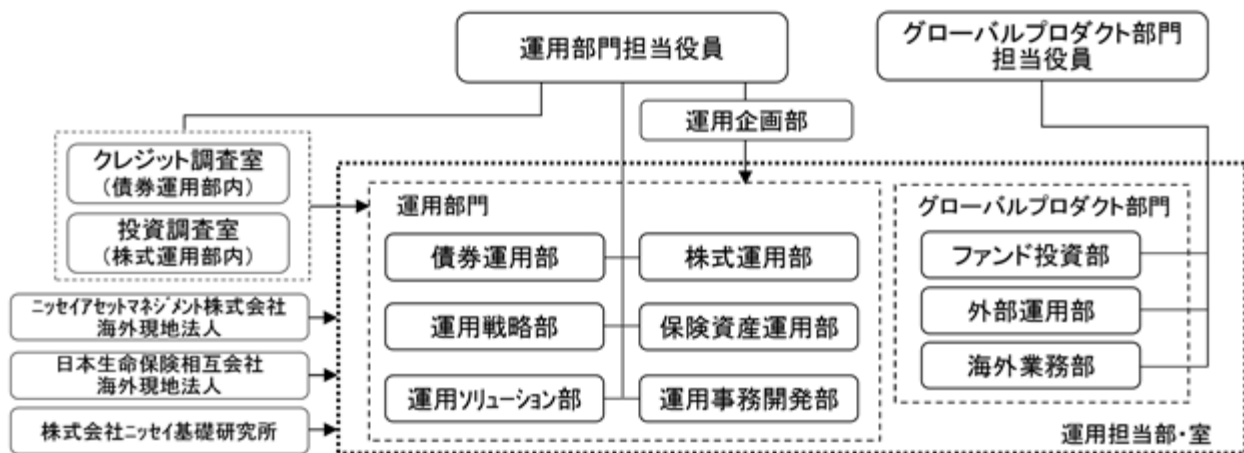 運用部門担当役員
グローバルプロダクト部門
担当役員
運用企画部
クレジット調査室
(債券運用部内)
投資調査室
(株式運用部内)
運用部門
グローバルプロダクト部門
債券運用部
株式運用部
ファンド投資部
ニッセイアセットマネジメント株式会社
海外現地法人
運用戦略部
保険資産運用部
外部運用部
日本生命保険相互会社
海外現地法人
海外業務部
運用ソリューション部
運用事務開発部
株式会社ニッセイ基礎研究所
運用担当部・室